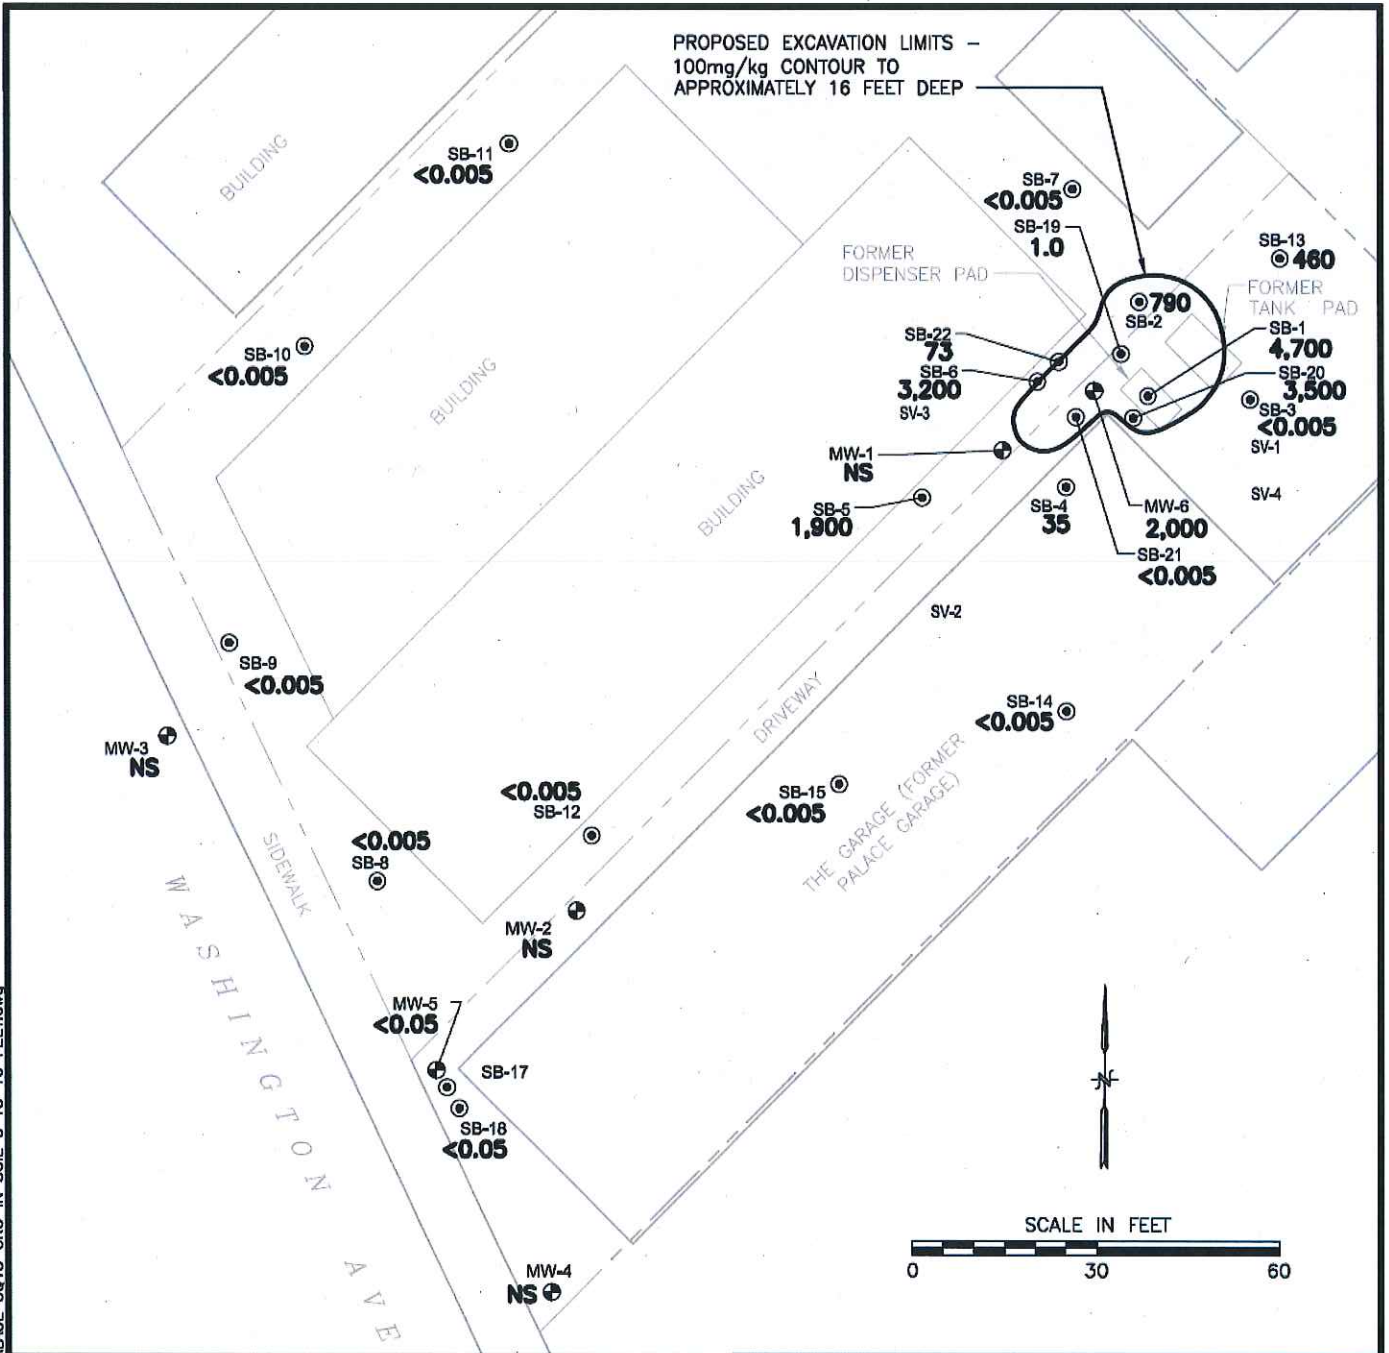 PROPOSED EXCAVATION LIMITS –
100mg/kg CONTOUR TO
APPROXIMATELY 16 FEET DEEP
BUILDING
SB-11
<0.005
SB-7
<0.005
SB-19
1.0
SB-13
460
FORMER
DISPENSER PAD
FORMER
TANK PAD
790
SB-2
SB-1
4,700
SB-22
73
SB-6
3,200
SV-3
SB-20
3,500
SB-3
<0.005
SV-1
SB-10
<0.005
BUILDING
MW-1
NS
BUILDING
SB-5
1,900
SB-4
35
SV-4
MW-6
2,000
SB-21
<0.005
SV-2
SB-9
<0.005
DRIVEWAY
SB-14
<0.005
MW-3
NS
<0.005
SB-12
SB-15
<0.005
THE GARAGE (FORMER
PALACE GARAGE)
<0.005
SB-8
SIDEWALK
WASHINGTON AVE
MW-2
NS
MW-5
<0.05
SB-17
SB-18
<0.05
N
SCALE IN FEET
0 30 60
MW-4
NS